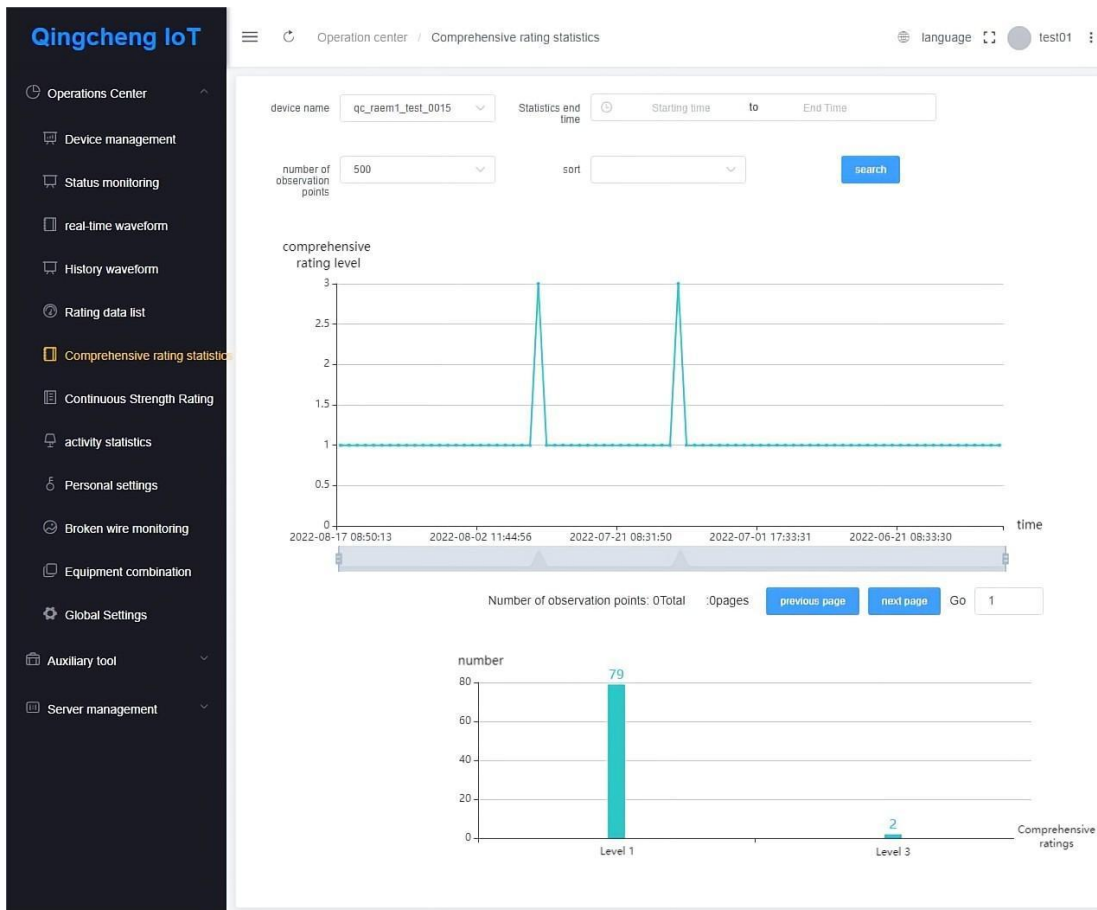 Qingcheng IoT
Operation center / Comprehensive rating statistics
language
test01
Operations Center
Device management
Status monitoring
real-time waveform
History waveform
Rating data list
Comprehensive rating statistics
Continuous Strength Rating
activity statistics
Personal settings
Broken wire monitoring
Equipment combination
Global Settings
Auxiliary tool
Server management
device name
qc_raem1_test_0015
Statistics end
time
Starting time to End Time
number of
observation
points
500
sort
search
comprehensive
rating level
3
2.5
2
1.5
1
0.5
0
time
2022-08-17 08:50:13 2022-08-02 11:44:56 2022-07-21 08:31:50 2022-07-01 17:33:31 2022-06-21 08:33:30
Number of observation points: 0Total :0pages previous page next page Go 1
number
80
60
40
20
0
79
2
Level 1 Level 3
Comprehensive
ratings